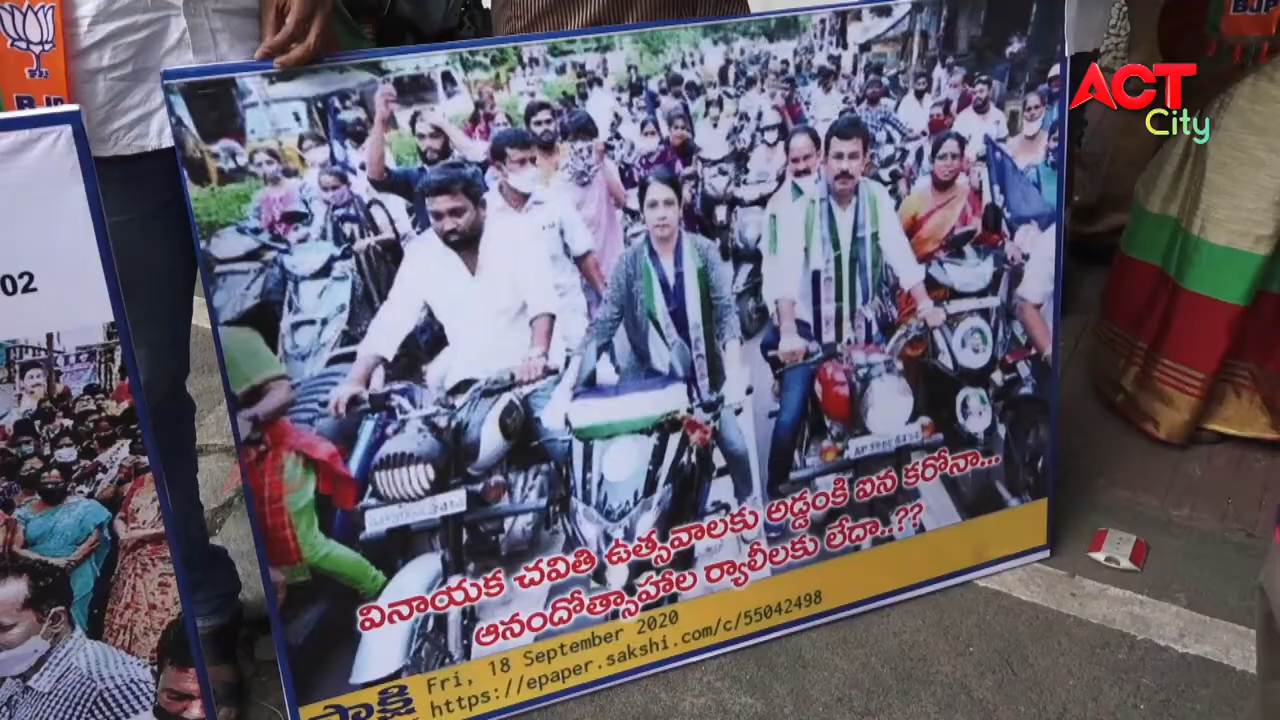 ACT
City
BJP
BJP
02
వినాయక చవితి ఉత్సవాలకు అడ్డంకి ఐన కరోనా...
ఆనందోత్సాహాల ర్యాలీలకు లేదా..??
సాక్షి
Fri, 18 September 2020
https://epaper.sakshi.com/c/55042498